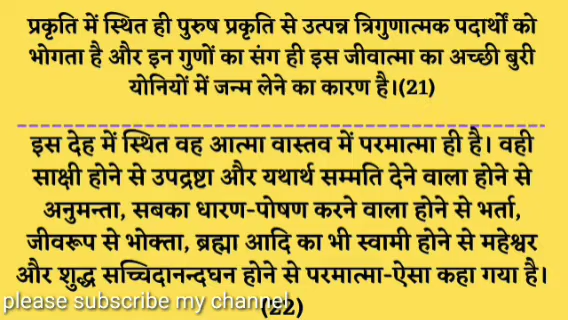 प्रकृति में स्थित ही पुरुष प्रकृति से उत्पन्न त्रिगुणात्मक पदार्थों को
भोगता है और इन गुणों का संग ही इस जीवात्मा का अच्छी बुरी
योनियों में जन्म लेने का कारण है।(21)
इस देह में स्थित वह आत्मा वास्तव में परमात्मा ही है। वही
साक्षी होने से उपद्रष्टा और यथार्थ सम्मति देने वाला होने से
अनुमन्ता, सबका धारण-पोषण करने वाला होने से भर्ता,
जीवरूप से भोक्ता, ब्रह्मा आदि का भी स्वामी होने से महेश्वर
और शुद्ध सच्चिदानन्दघन होने से परमात्मा-ऐसा कहा गया है।
(22)
please subscribe my channel